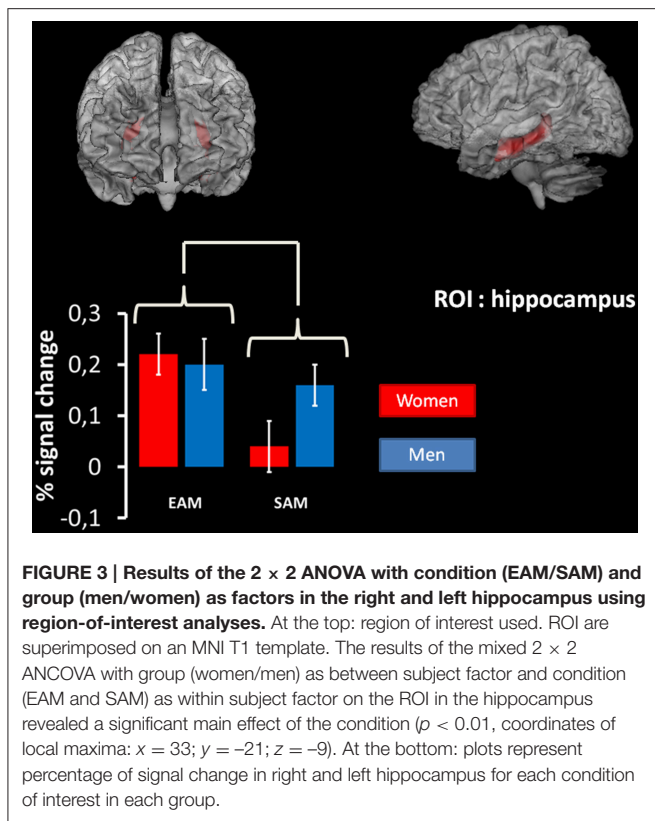 ROI : hippocampus
0,3
0,2
0,1
0
-0,1
% signal change
EAM
SAM
Women
Men
FIGURE 3 | Results of the 2 × 2 ANOVA with condition (EAM/SAM) and
group (men/women) as factors in the right and left hippocampus using
region-of-interest analyses. At the top: region of interest used. ROI are
superimposed on an MNI T1 template. The results of the mixed 2 × 2
ANCOVA with group (women/men) as between subject factor and condition
(EAM and SAM) as within subject factor on the ROI in the hippocampus
revealed a significant main effect of the condition (p < 0.01, coordinates of
local maxima: x = 33; y = –21; z = –9). At the bottom: plots represent
percentage of signal change in right and left hippocampus for each condition
of interest in each group.